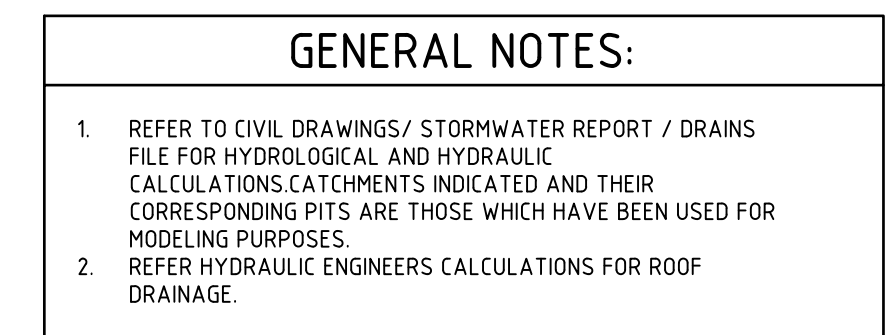 GENERAL NOTES:
1. REFER TO CIVIL DRAWINGS/ STORMWATER REPORT / DRAINS
FILE FOR HYDROLOGICAL AND HYDRAULIC
CALCULATIONS.CATCHMENTS INDICATED AND THEIR
CORRESPONDING PITS ARE THOSE WHICH HAVE BEEN USED FOR
MODELING PURPOSES.
2. REFER HYDRAULIC ENGINEERS CALCULATIONS FOR ROOF
DRAINAGE.